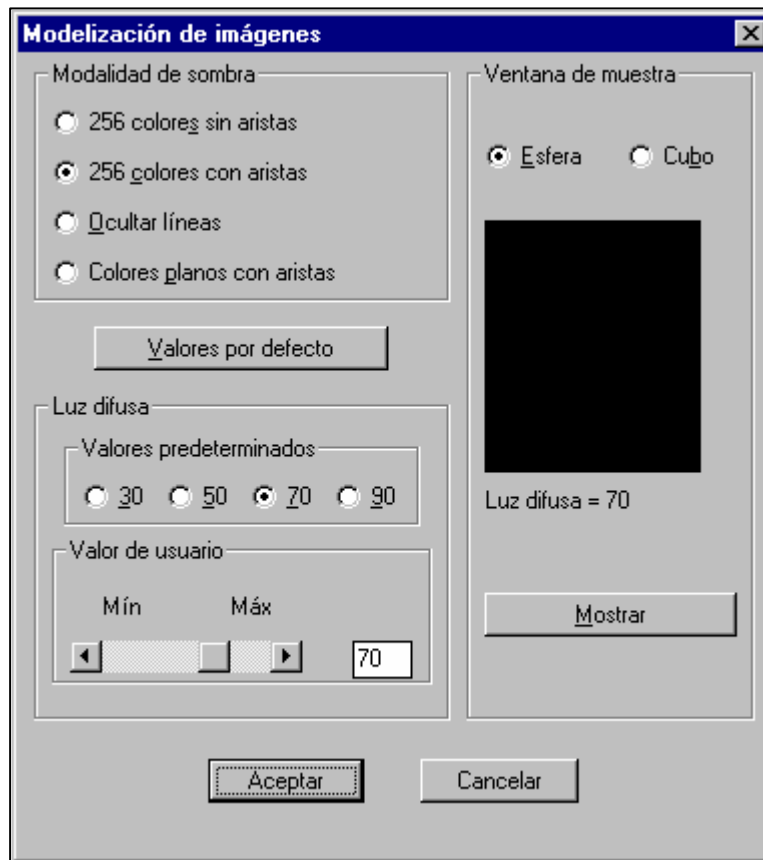 Modelización de imágenes
Modalidad de sombra
256 colores sin aristas
256 colores con aristas
Ocultar líneas
Colores planos con aristas
Valores por defecto
Luz difusa
Valores predeterminados
30 50 70 90
Valor de usuario
Mín Máx
70
Ventana de muestra
Esfera Cubo
Luz difusa = 70
Mostrar
Aceptar Cancelar